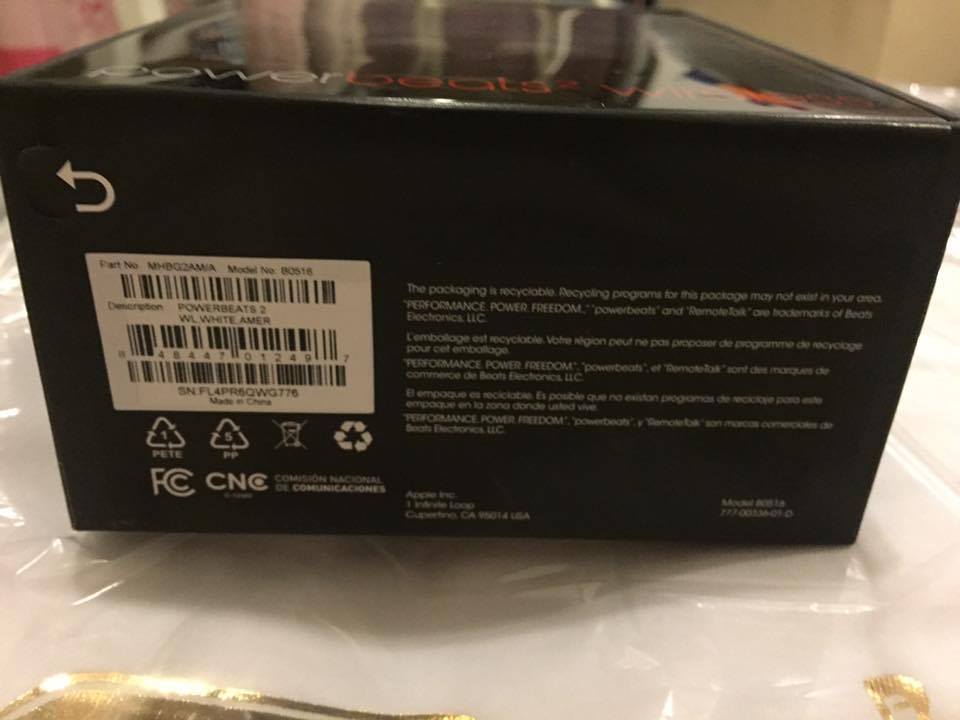 powerbeats² wireless
Part No. MHBG2AM/A Model No: B0516
Description POWERBEATS 2
WL,WHITE,AMER
8 48447 01249 7
SN:FL4PR6QWG776
Made in China
1
PETE
5
PP
FC CNC COMISIÓN NACIONAL
DE COMUNICACIONES
The packaging is recyclable. Recycling programs for this package may not exist in your area.
"PERFORMANCE. POWER. FREEDOM.," "powerbeats" and "RemoteTalk" are trademarks of Beats
Electronics, LLC.
L'emballage est recyclable. Votre région peut ne pas proposer de programme de recyclage
pour cet emballage.
"PERFORMANCE. POWER. FREEDOM.", "powerbeats", et "RemoteTalk" sont des marques de
commerce de Beats Electronics, LLC.
El empaque es reciclable. Es posible que no existan programas de reciclaje para este
empaque en la zona donde usted vive.
"PERFORMANCE. POWER. FREEDOM.", "powerbeats", y "RemoteTalk" son marcas comerciales de
Beats Electronics, LLC.
Apple Inc.
1 Infinite Loop
Cupertino, CA 95014 USA
Model B0516
777-00336-01-D